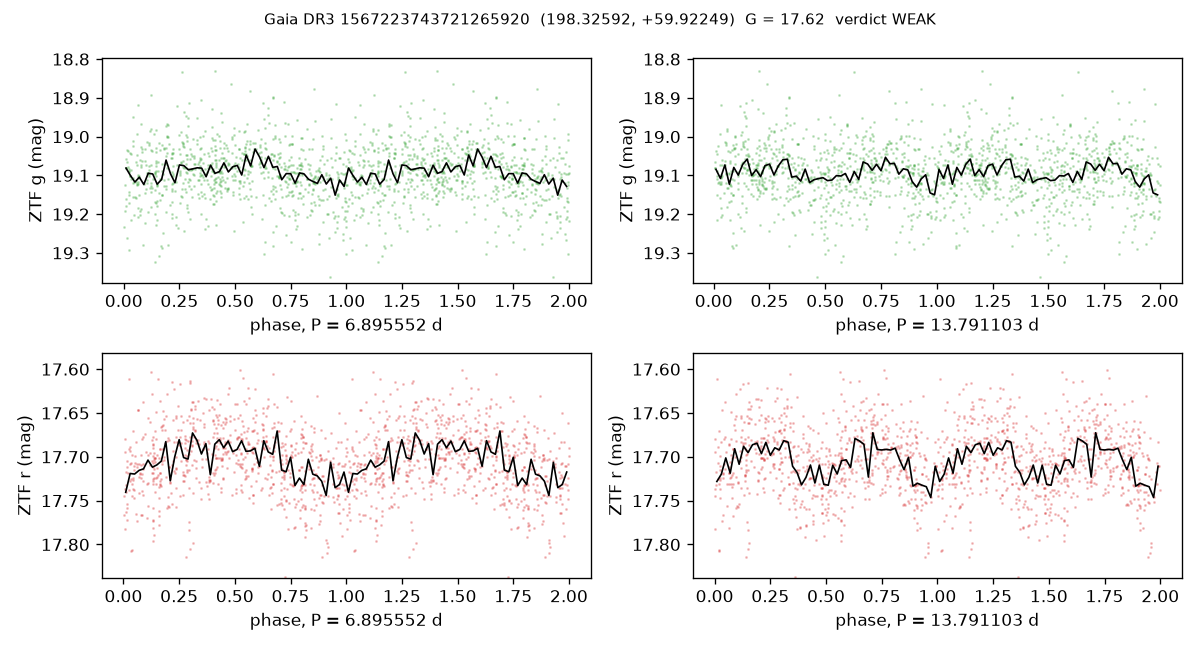 Gaia DR3 1567223743721265920  (198.32592, +59.92249)  G = 17.62  verdict WEAK
18.8
18.9
19.0
19.1
19.2
19.3
ZTF g (mag)
0.00 0.25 0.50 0.75 1.00 1.25 1.50 1.75 2.00
phase, P = 6.895552 d
18.8
18.9
19.0
19.1
19.2
19.3
ZTF g (mag)
0.00 0.25 0.50 0.75 1.00 1.25 1.50 1.75 2.00
phase, P = 13.791103 d
17.60
17.65
17.70
17.75
17.80
ZTF r (mag)
0.00 0.25 0.50 0.75 1.00 1.25 1.50 1.75 2.00
phase, P = 6.895552 d
17.60
17.65
17.70
17.75
17.80
ZTF r (mag)
0.00 0.25 0.50 0.75 1.00 1.25 1.50 1.75 2.00
phase, P = 13.791103 d